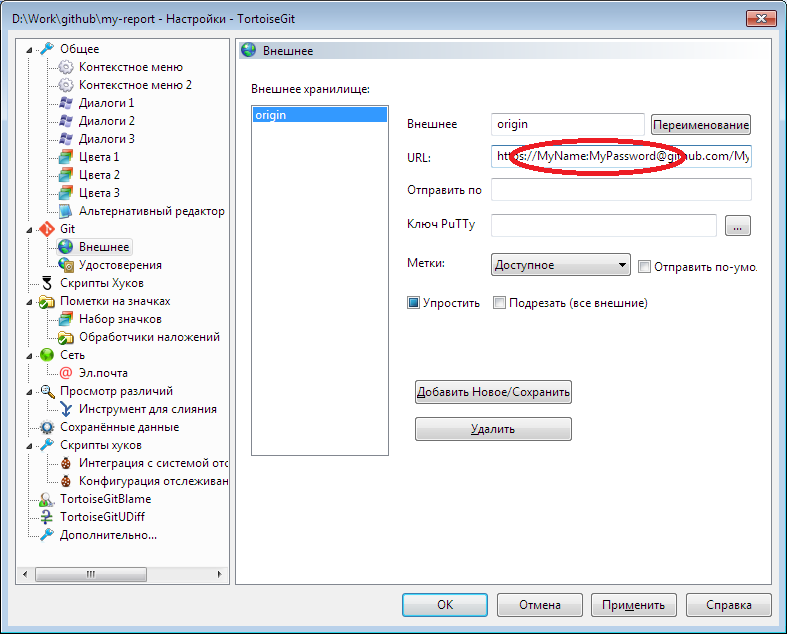 D:\Work\github\my-report - Настройки - TortoiseGit
Общее
Контекстное меню
Контекстное меню 2
Диалоги 1
Диалоги 2
Диалоги 3
Цвета 1
Цвета 2
Цвета 3
Альтернативный редактор
Git
Внешнее
Удостоверения
Скрипты Хуков
Пометки на значках
Набор значков
Обработчики наложений
Сеть
Эл.почта
Просмотр различий
Инструмент для слияния
Сохранённые данные
Скрипты хуков
Интеграция с системой отс
Конфигурация отслеживан
TortoiseGitBlame
TortoiseGitUDiff
Дополнительно...
Внешнее
Внешнее хранилище:
origin
Внешнее
origin
Переименование
URL:
https://MyName:MyPassword@github.com/My
Отправить по
Ключ PuTTy
...
Метки:
Доступное
Отправить по-умол
Упростить
Подрезать (все внешние)
Добавить Новое/Сохранить
Удалить
OK
Отмена
Применить
Справка